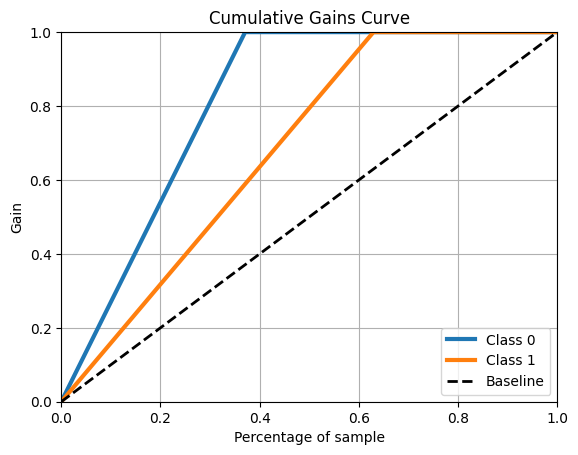 Cumulative Gains Curve
1.0
0.8
0.6
0.4
0.2
0.0
Gain
0.0 0.2 0.4 0.6 0.8 1.0
Percentage of sample
Class 0
Class 1
Baseline